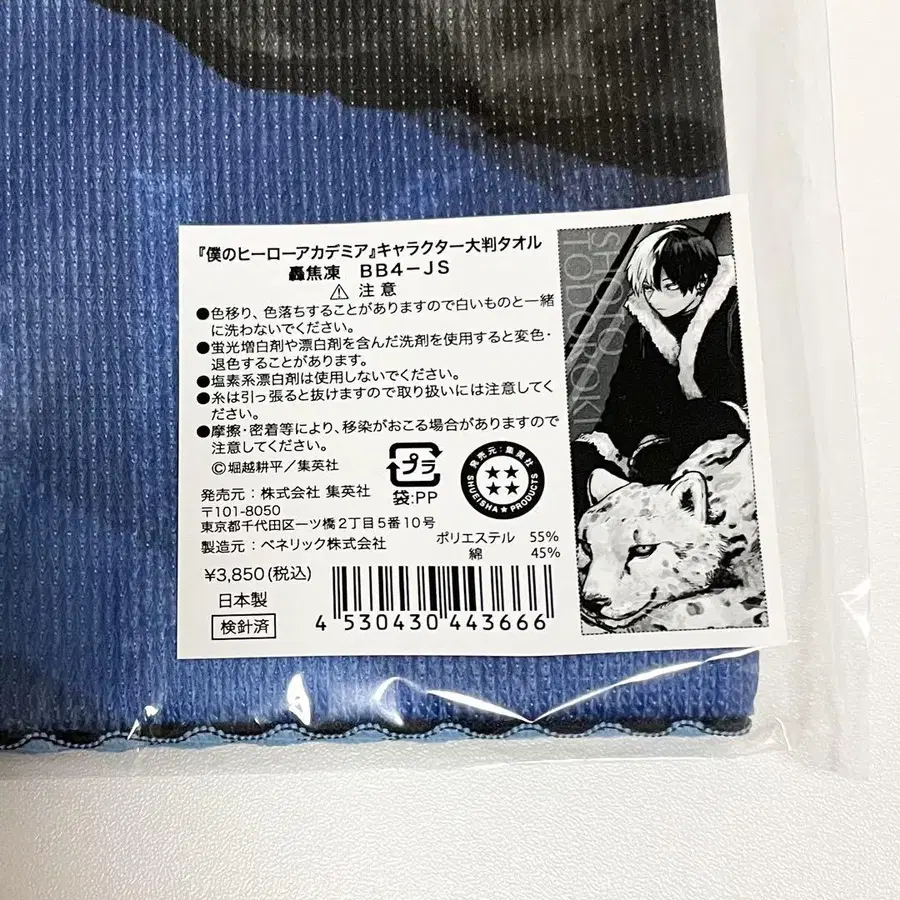 『僕のヒーローアカデミア』キャラクター大判タオル
轟焦凍 BB4-JS
⚠ 注意
●色移り、色落ちすることがありますので白いものと一緒
に洗わないでください。
●蛍光増白剤や漂白剤を含んだ洗剤を使用すると変色・
退色することがあります。
●塩素系漂白剤は使用しないでください。
●糸は引っ張ると抜けますので取り扱いには注意してく
ださい。
●摩擦・密着等により、移染がおこる場合がありますので
注意してください。
©堀越耕平／集英社
発売元：株式会社 集英社
〒101-8050
東京都千代田区一ツ橋2丁目5番10号
製造元：ベネリック株式会社
プラ
袋:PP
発売元：集英社
SHUEISHA★PRODUCTS
ポリエステル 55%
綿 45%
¥3,850(税込)
日本製
検針済
4 530430 443666
SHOTO
TODOROKI